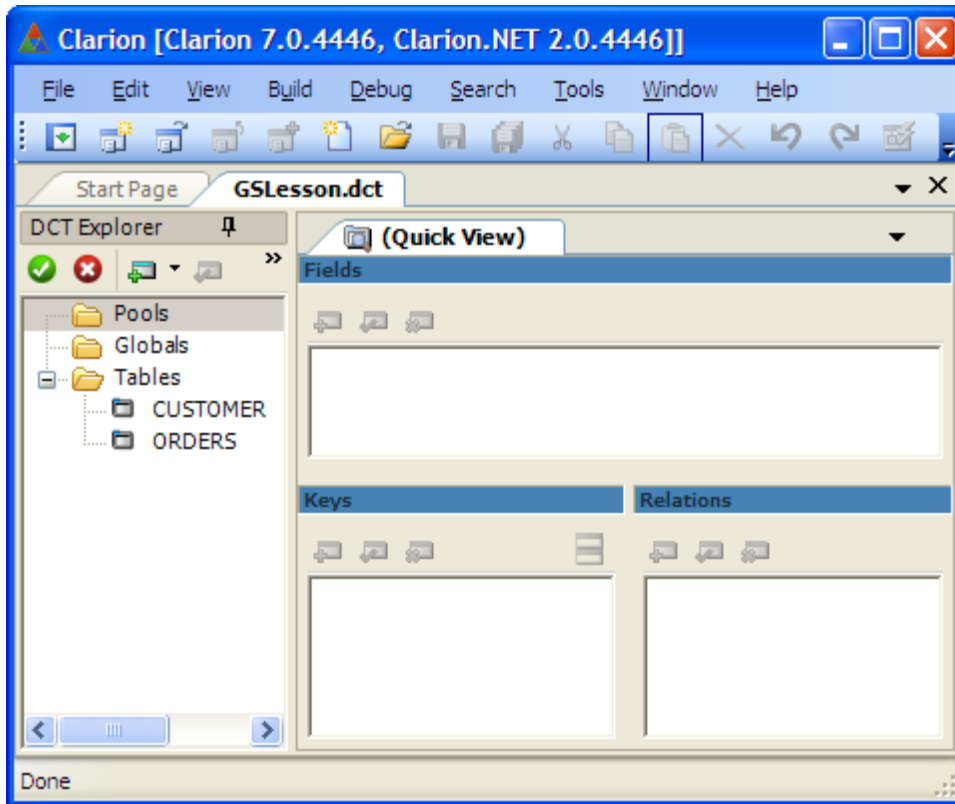 Clarion [Clarion 7.0.4446, Clarion.NET 2.0.4446]]
File Edit View Build Debug Search Tools Window Help
Start Page GSLesson.dct
DCT Explorer
(Quick View)
Fields
Pools
Globals
Tables
CUSTOMER
ORDERS
Keys
Relations
Done